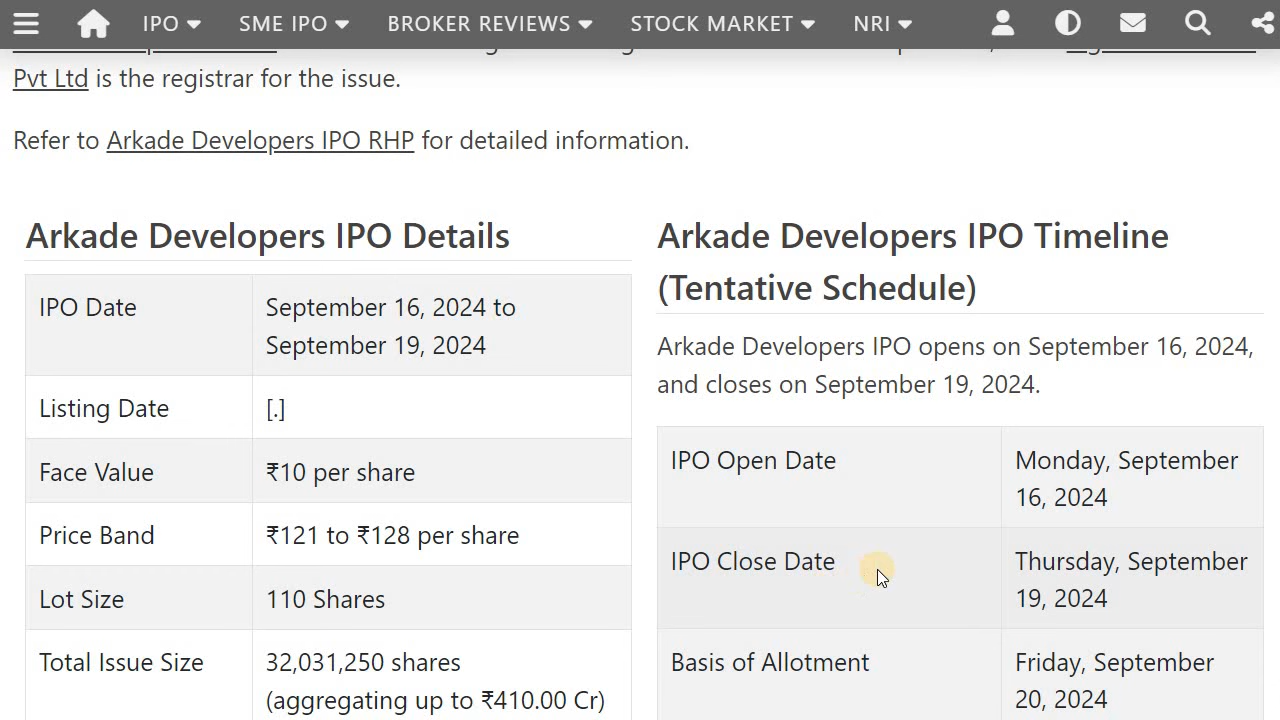 IPO SME IPO BROKER REVIEWS STOCK MARKET NRI
Pvt Ltd is the registrar for the issue.
Refer to Arkade Developers IPO RHP for detailed information.
Arkade Developers IPO Details
IPO Date September 16, 2024 to
September 19, 2024
Listing Date [.]
Face Value ₹10 per share
Price Band ₹121 to ₹128 per share
Lot Size 110 Shares
Total Issue Size 32,031,250 shares
(aggregating up to ₹410.00 Cr)
Arkade Developers IPO Timeline
(Tentative Schedule)
Arkade Developers IPO opens on September 16, 2024,
and closes on September 19, 2024.
IPO Open Date Monday, September
16, 2024
IPO Close Date Thursday, September
19, 2024
Basis of Allotment Friday, September
20, 2024